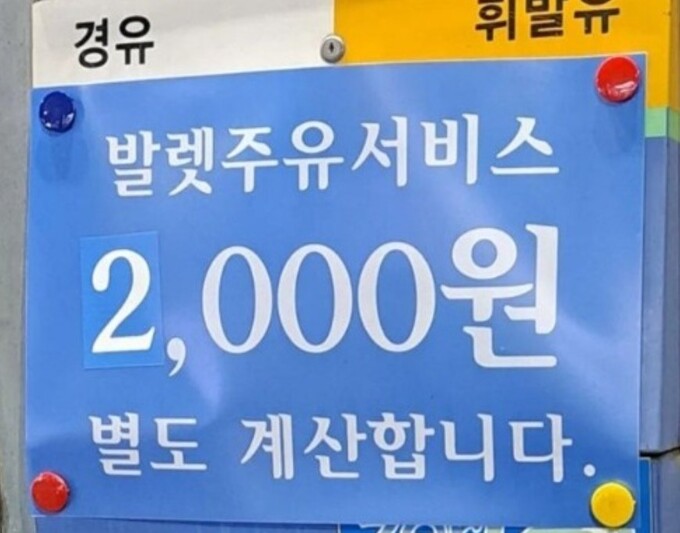 경유
휘발유
발렛주유서비스
2,000원
별도 계산합니다.